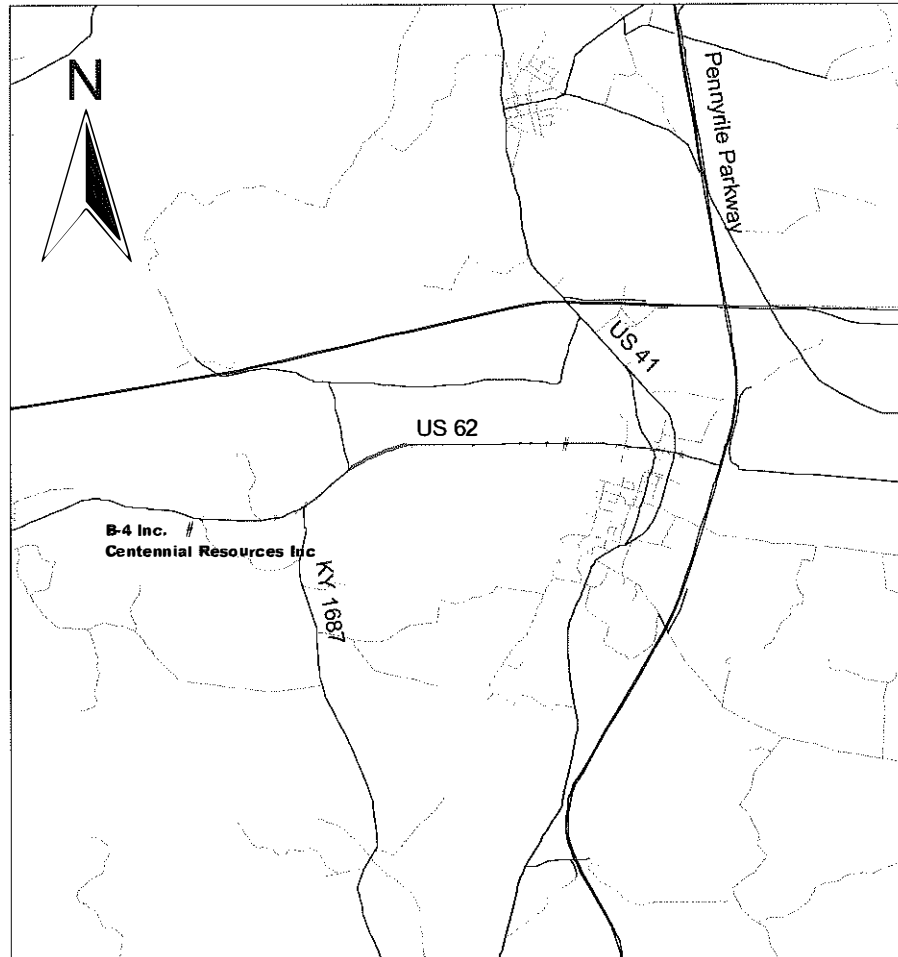 N
Pennyrile Parkway
US 41
US 62
B-4 Inc.
Centennial Resources Inc
KY 1687